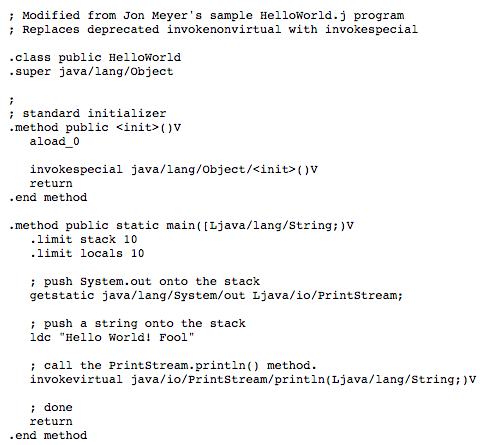 ; Modified from Jon Meyer's sample HelloWorld.j program
; Replaces deprecated invokenonvirtual with invokespecial
.class public HelloWorld
.super java/lang/Object
;
; standard initializer
.method public <init>()V
aload_0
invokespecial java/lang/Object/<init>()V
return
.end method
.method public static main([Ljava/lang/String;)V
.limit stack 10
.limit locals 10
; push System.out onto the stack
getstatic java/lang/System/out Ljava/io/PrintStream;
; push a string onto the stack
ldc "Hello World! Fool"
; call the PrintStream.println() method.
invokevirtual java/io/PrintStream/println(Ljava/lang/String;)V
; done
return
.end method